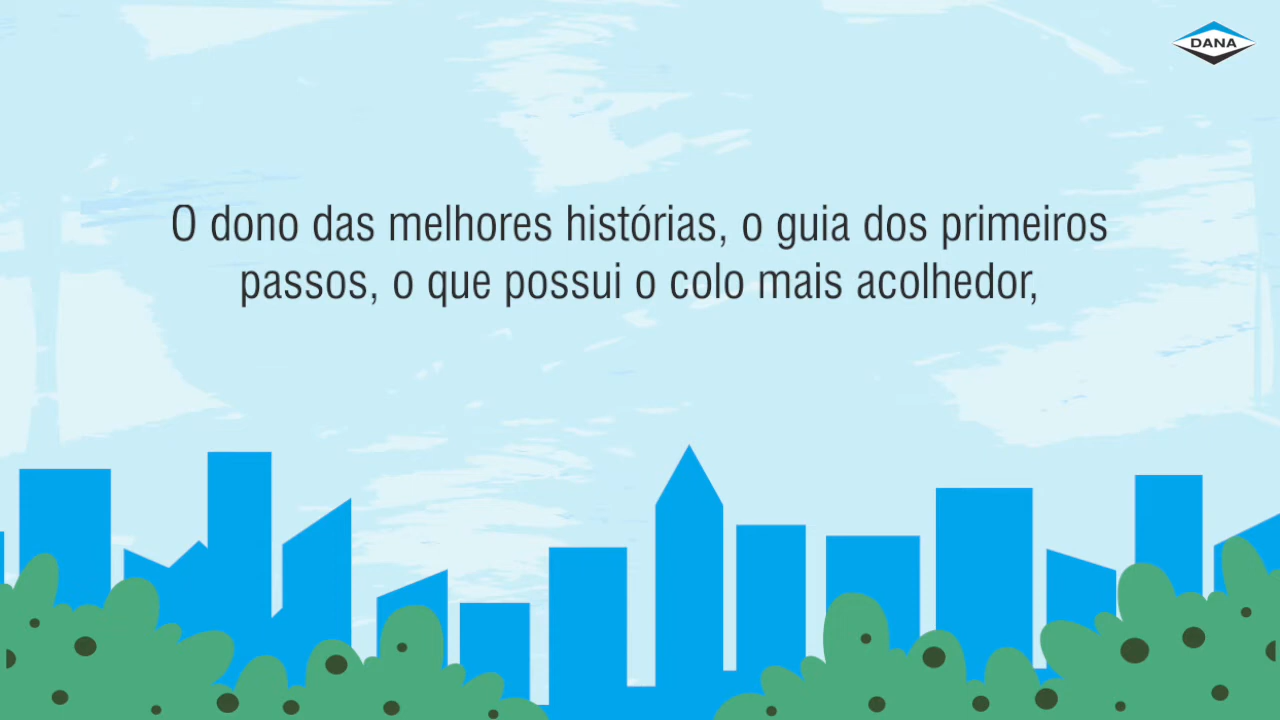 DANA
O dono das melhores histórias, o guia dos primeiros
passos, o que possui o colo mais acolhedor,